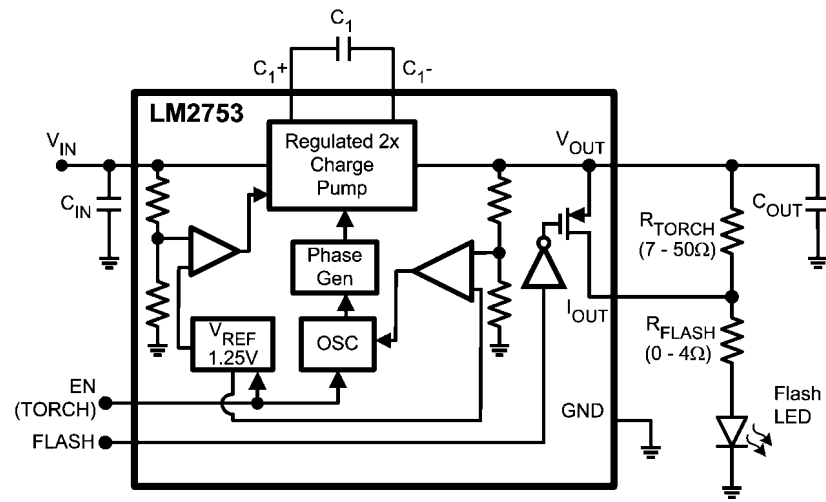 C1
C1+
C1-
LM2753
VIN
CIN
Regulated 2x
Charge
Pump
VOUT
COUT
RTORCH
(7 - 50Ω)
Phase
Gen
IOUT
VREF
1.25V
OSC
RFLASH
(0 - 4Ω)
EN
(TORCH)
FLASH
GND
Flash
LED